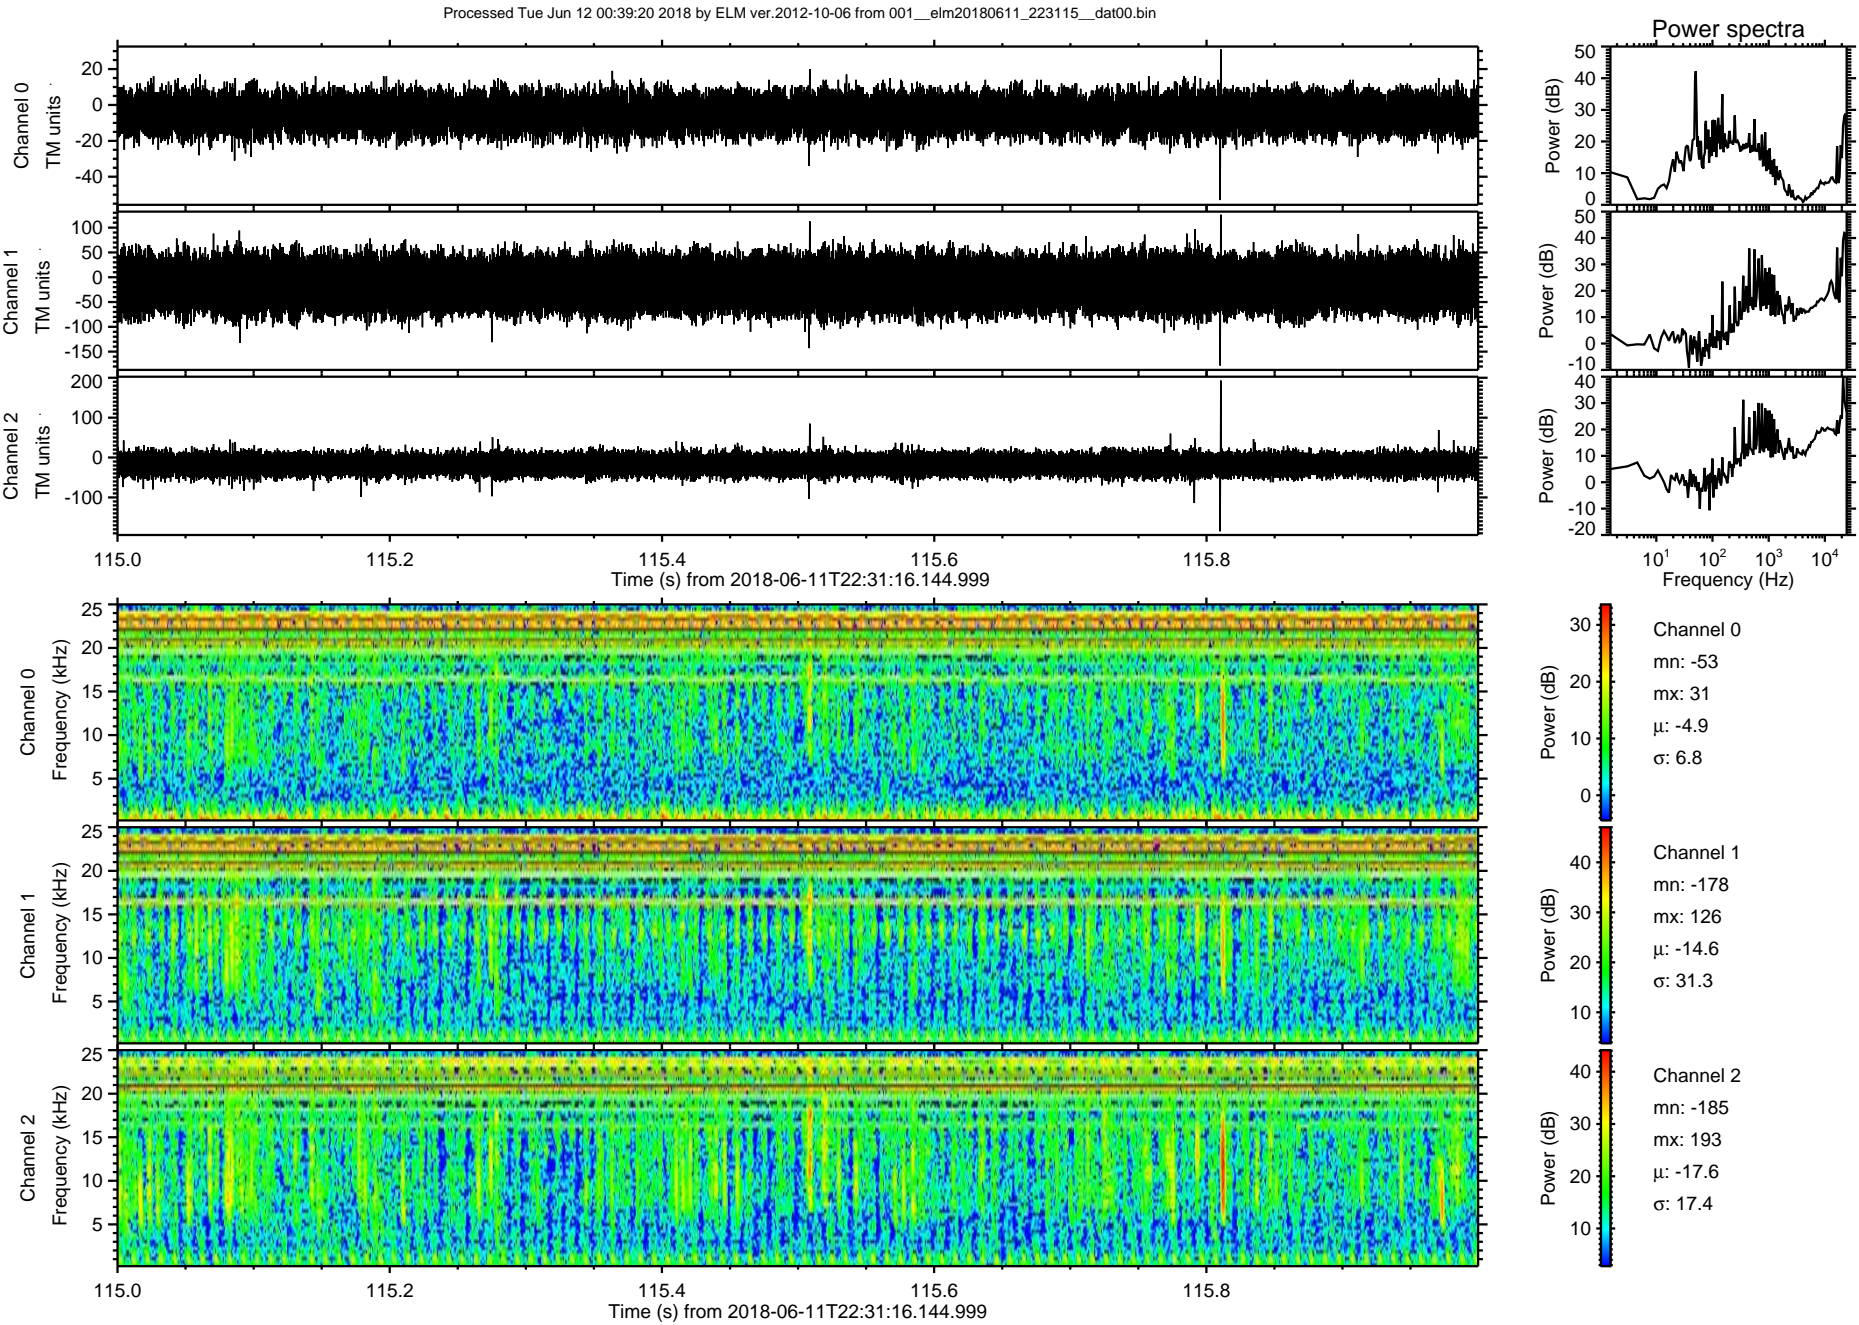 Processed Tue Jun 12 00:39:20 2018 by ELM ver.2012-10-06 from 001__elm20180611_223115__dat00.bin
Power spectra
Channel 0
TM units
20
0
-20
-40
Power (dB)
50
40
30
20
10
0
Channel 1
TM units
100
50
0
-50
-100
-150
Power (dB)
50
40
30
20
10
0
-10
Channel 2
TM units
200
100
0
-100
Power (dB)
40
30
20
10
0
-10
-20
115.0 115.2 115.4 115.6 115.8
Time (s) from 2018-06-11T22:31:16.144.999
10¹ 10² 10³ 10⁴
Frequency (Hz)
Channel 0
Frequency (kHz)
25
20
15
10
5
Power (dB)
30
20
10
0
Channel 0
mn: -53
mx: 31
μ: -4.9
σ: 6.8
Channel 1
Frequency (kHz)
25
20
15
10
5
Power (dB)
40
30
20
10
Channel 1
mn: -178
mx: 126
μ: -14.6
σ: 31.3
Channel 2
Frequency (kHz)
25
20
15
10
5
Power (dB)
40
30
20
10
Channel 2
mn: -185
mx: 193
μ: -17.6
σ: 17.4
115.0 115.2 115.4 115.6 115.8
Time (s) from 2018-06-11T22:31:16.144.999